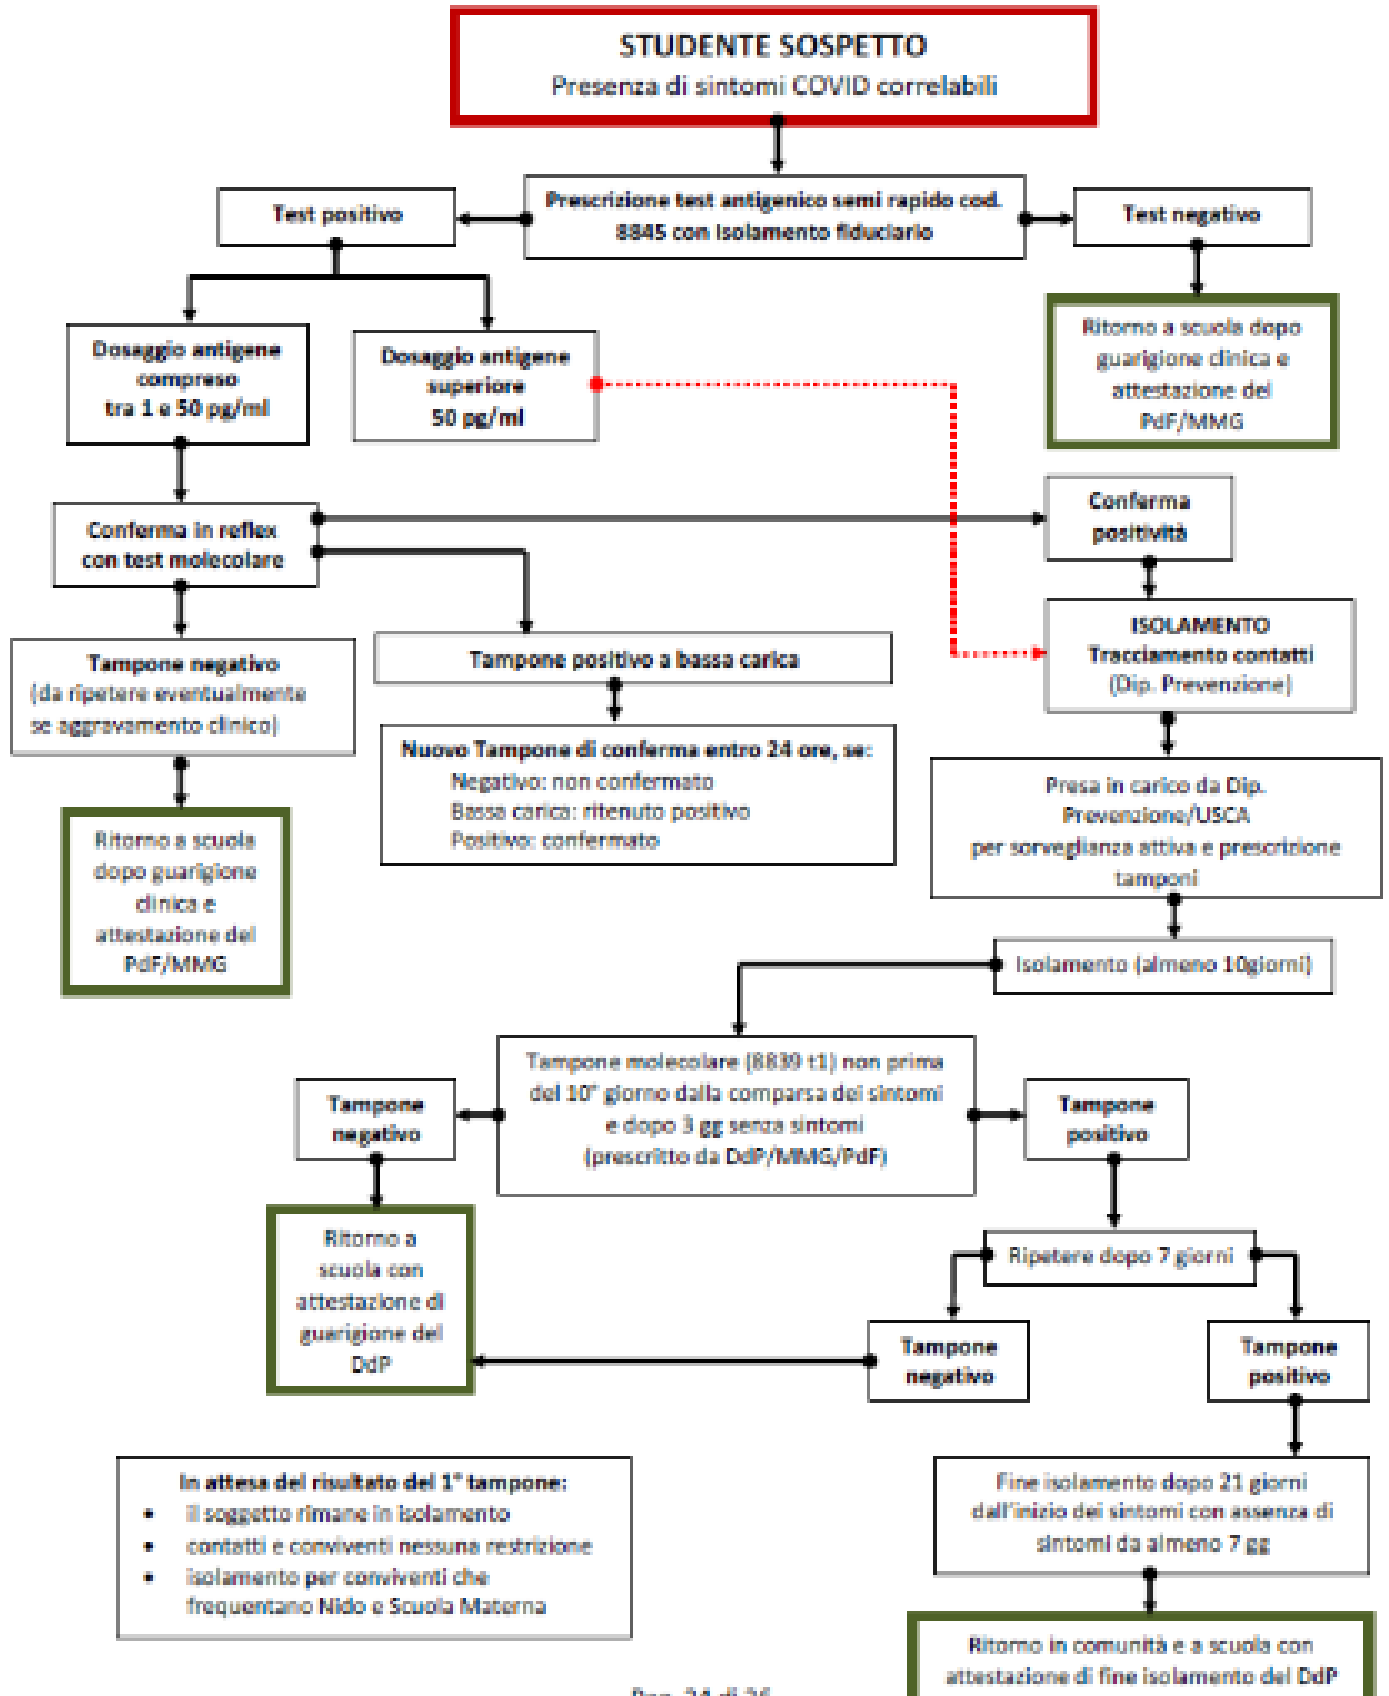 STUDENTE SOSPETTO
Presenza di sintomi COVID correlabili
Test positivo
Prescrizione test antigenico semi rapido cod.
8845 con isolamento fiduciario
Test negativo
Dosaggio antigene
compreso
tra 1 e 50 pg/ml
Dosaggio antigene
superiore
50 pg/ml
Ritorno a scuola dopo
guarigione clinica e
attestazione del
PdF/MMG
Conferma in reflex
con test molecolare
Conferma
positività
Tampone negativo
(da ripetere eventualmente
se aggravamento clinico)
Tampone positivo a bassa carica
ISOLAMENTO
Tracciamento contatti
(Dip. Prevenzione)
Nuovo Tampone di conferma entro 24 ore, se:
Negativo: non confermato
Bassa carica: ritenuto positivo
Positivo: confermato
Presa in carico da Dip.
Prevenzione/USCA
per sorveglianza attiva e prescrizione
tamponi
Ritorno a scuola
dopo guarigione
clinica e
attestazione del
PdF/MMG
Isolamento (almeno 10giorni)
Tampone molecolare (8839 t1) non prima
del 10° giorno dalla comparsa dei sintomi
e dopo 3 gg senza sintomi
(prescritto da DdP/MMG/PdF)
Tampone
negativo
Tampone
positivo
Ritorno a
scuola con
attestazione di
guarigione del
DdP
Ripetere dopo 7 giorni
Tampone
negativo
Tampone
positivo
In attesa del risultato del 1° tampone:
• il soggetto rimane in isolamento
• contatti e conviventi nessuna restrizione
• isolamento per conviventi che
frequentano Nido e Scuola Materna
Fine isolamento dopo 21 giorni
dall'inizio dei sintomi con assenza di
sintomi da almeno 7 gg
Ritorno in comunità e a scuola con
attestazione di fine isolamento del DdP